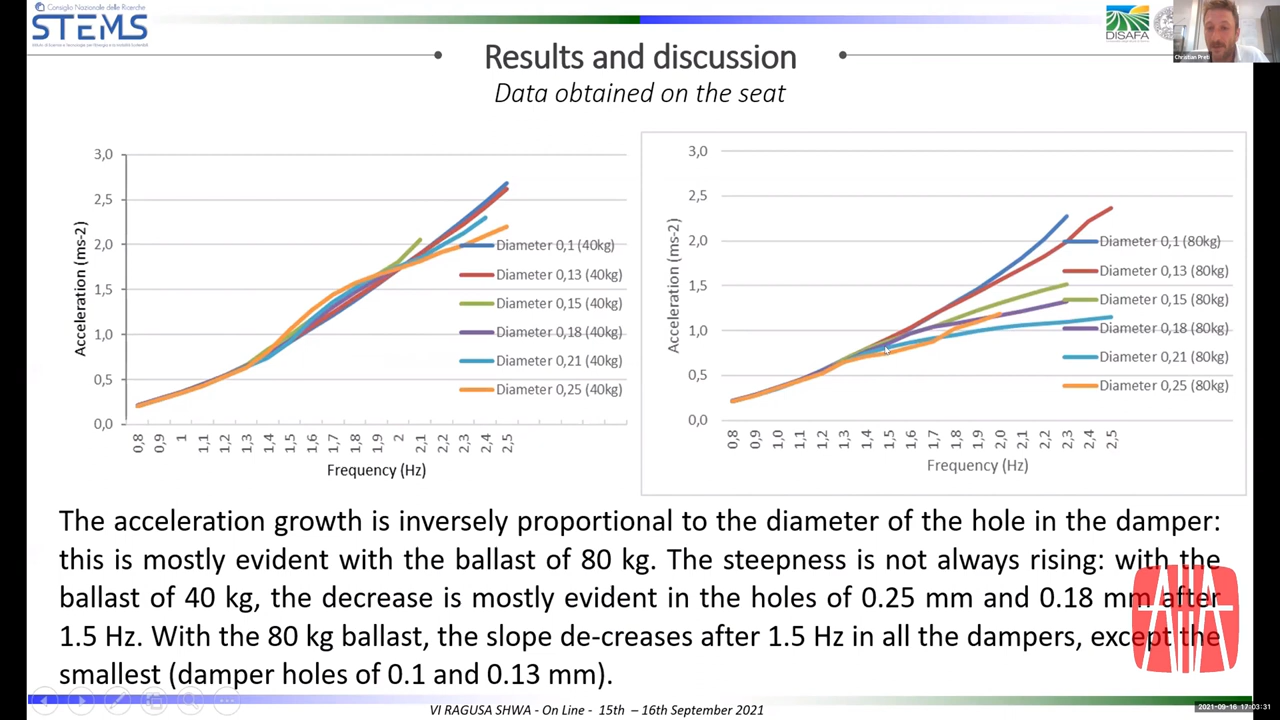 Consiglio Nazionale delle Ricerche
STEMS
DISAFA
Christian Preti
Results and discussion
Data obtained on the seat
3,0
2,5
2,0
1,5
1,0
0,5
0,0
Acceleration (ms-2)
0,8 0,9 1 1,1 1,2 1,3 1,4 1,5 1,6 1,7 1,8 1,9 2 2,1 2,2 2,3 2,4 2,5
Frequency (Hz)
Diameter 0,1 (40kg)
Diameter 0,13 (40kg)
Diameter 0,15 (40kg)
Diameter 0,18 (40kg)
Diameter 0,21 (40kg)
Diameter 0,25 (40kg)
3,0
2,5
2,0
1,5
1,0
0,5
0,0
Acceleration (ms-2)
0,8 0,9 1,0 1,1 1,2 1,3 1,4 1,5 1,6 1,7 1,8 1,9 2,0 2,1 2,2 2,3 2,4 2,5
Frequency (Hz)
Diameter 0,1 (80kg)
Diameter 0,13 (80kg)
Diameter 0,15 (80kg)
Diameter 0,18 (80kg)
Diameter 0,21 (80kg)
Diameter 0,25 (80kg)
The acceleration growth is inversely proportional to the diameter of the hole in the damper:
this is mostly evident with the ballast of 80 kg. The steepness is not always rising: with the
ballast of 40 kg, the decrease is mostly evident in the holes of 0.25 mm and 0.18 mm after
1.5 Hz. With the 80 kg ballast, the slope de-creases after 1.5 Hz in all the dampers, except the
smallest (damper holes of 0.1 and 0.13 mm).
VI RAGUSA SHWA - On Line - 15th – 16th September 2021
2021-09-16 17:03:31